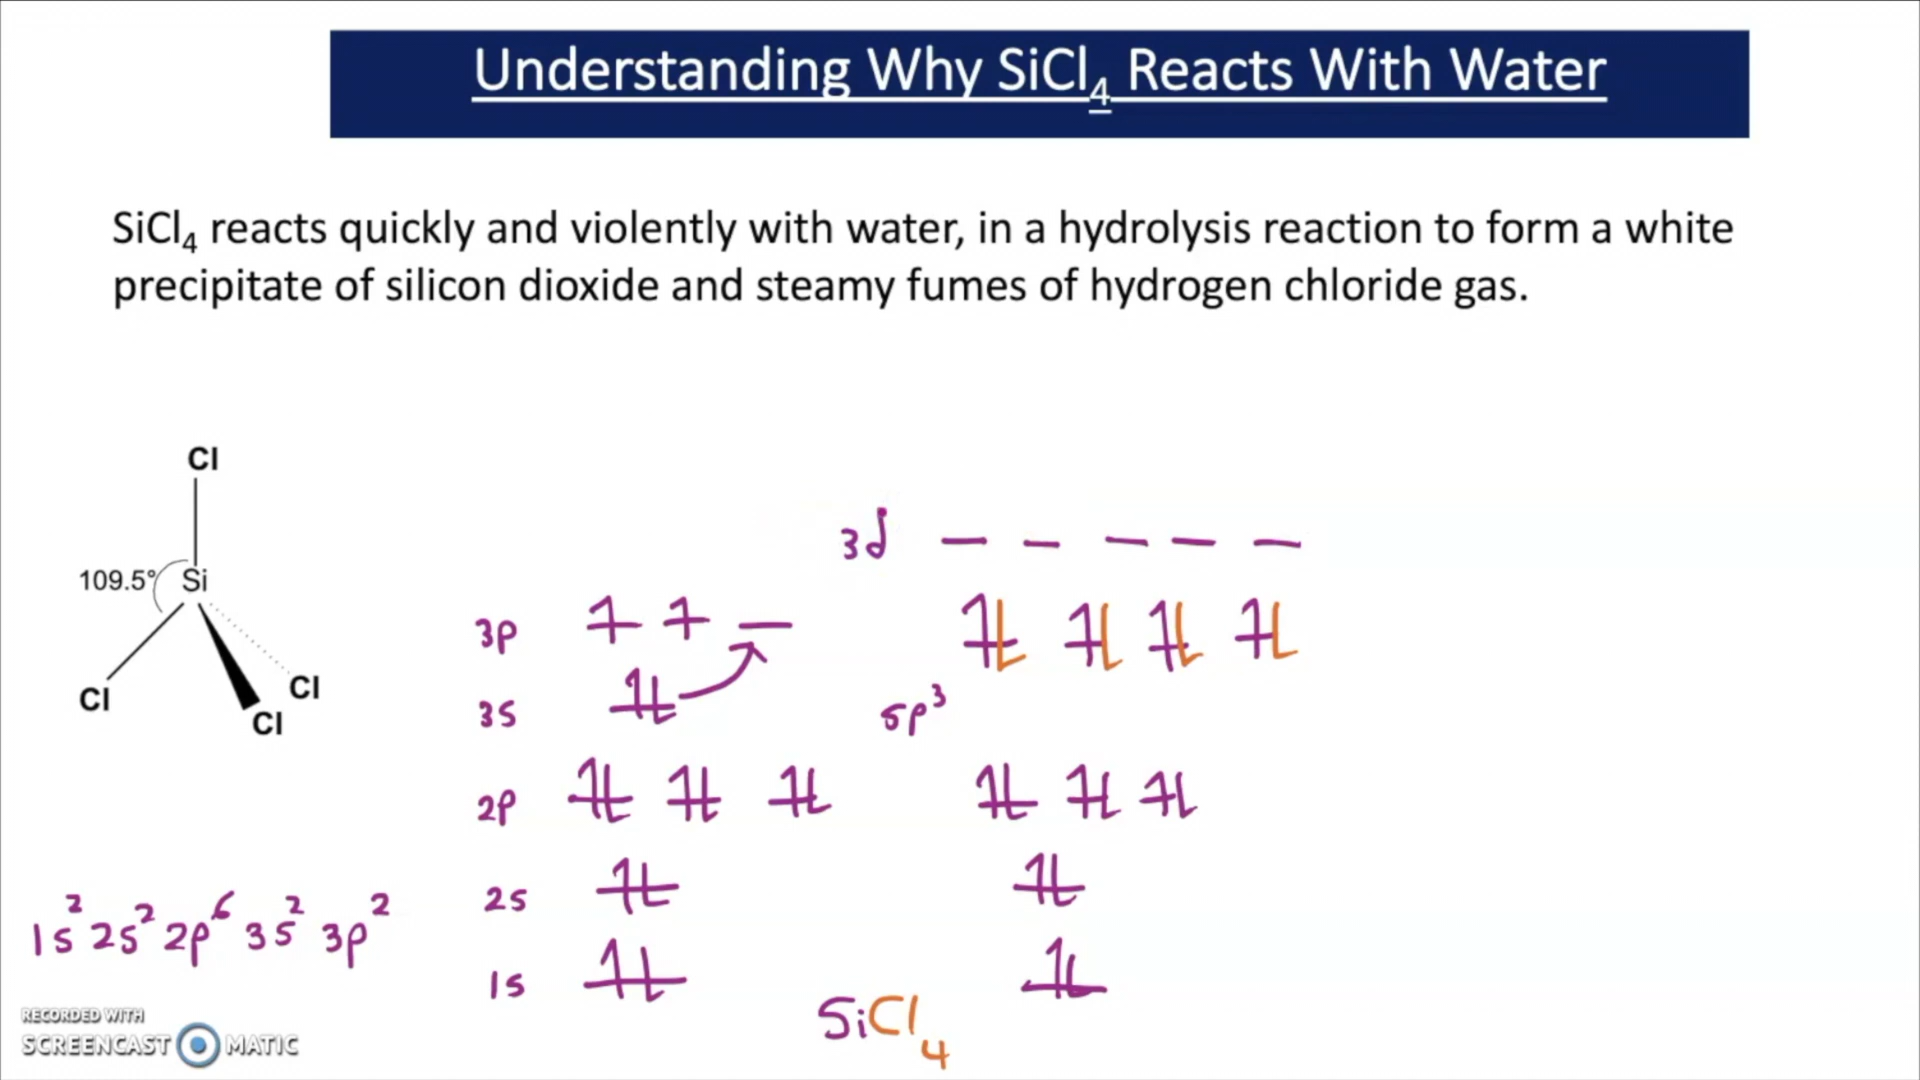 Understanding Why SiCl4 Reacts With Water
SiCl4 reacts quickly and violently with water, in a hydrolysis reaction to form a white
precipitate of silicon dioxide and steamy fumes of hydrogen chloride gas.
Cl
109.5° Si
Cl
Cl
Cl
3d
3p
3s
sp³
2p
2s
1s² 2s² 2p⁶ 3s² 3p²
1s
SiCl4
RECORDED WITH
SCREENCAST MATIC